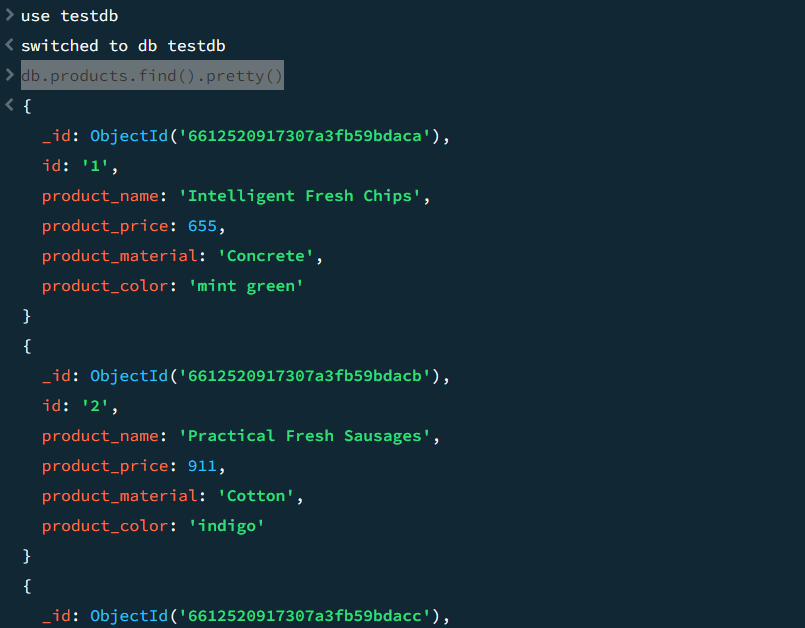 > use testdb
< switched to db testdb
> db.products.find().pretty()
< {
_id: ObjectId('6612520917307a3fb59bdaca'),
id: '1',
product_name: 'Intelligent Fresh Chips',
product_price: 655,
product_material: 'Concrete',
product_color: 'mint green'
}
{
_id: ObjectId('6612520917307a3fb59bdacb'),
id: '2',
product_name: 'Practical Fresh Sausages',
product_price: 911,
product_material: 'Cotton',
product_color: 'indigo'
}
{
_id: ObjectId('6612520917307a3fb59bdacc'),